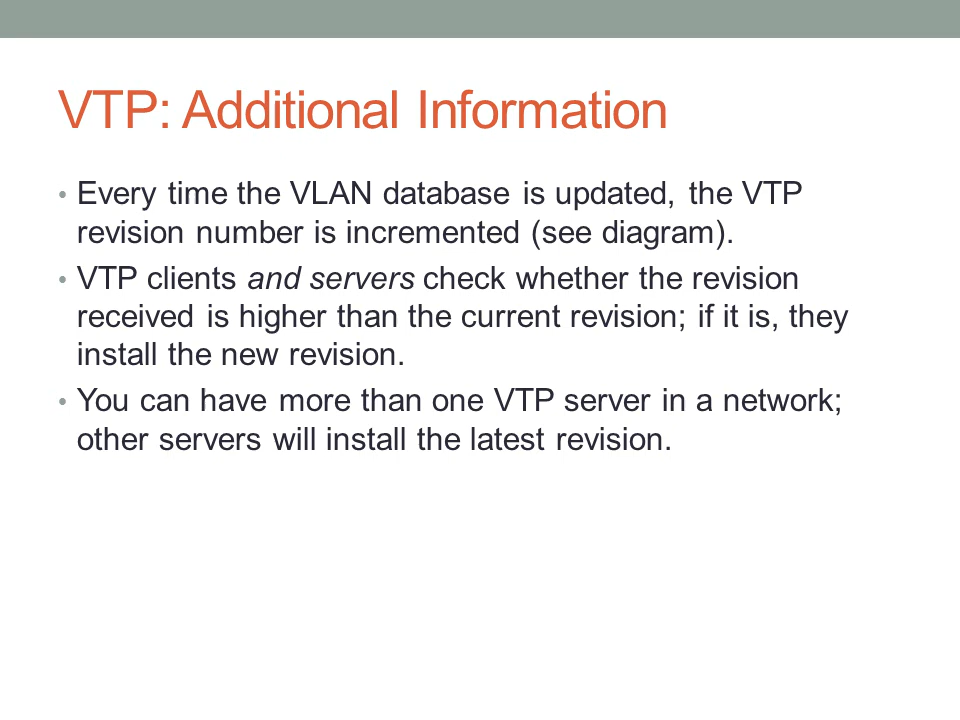 VTP: Additional Information
• Every time the VLAN database is updated, the VTP
revision number is incremented (see diagram).
• VTP clients and servers check whether the revision
received is higher than the current revision; if it is, they
install the new revision.
• You can have more than one VTP server in a network;
other servers will install the latest revision.